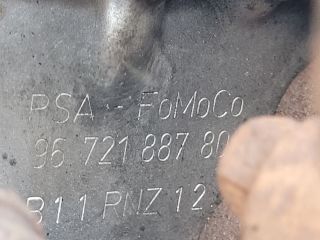 PSA - FoMoCo
96 721 887 80
B11 RNZ 12